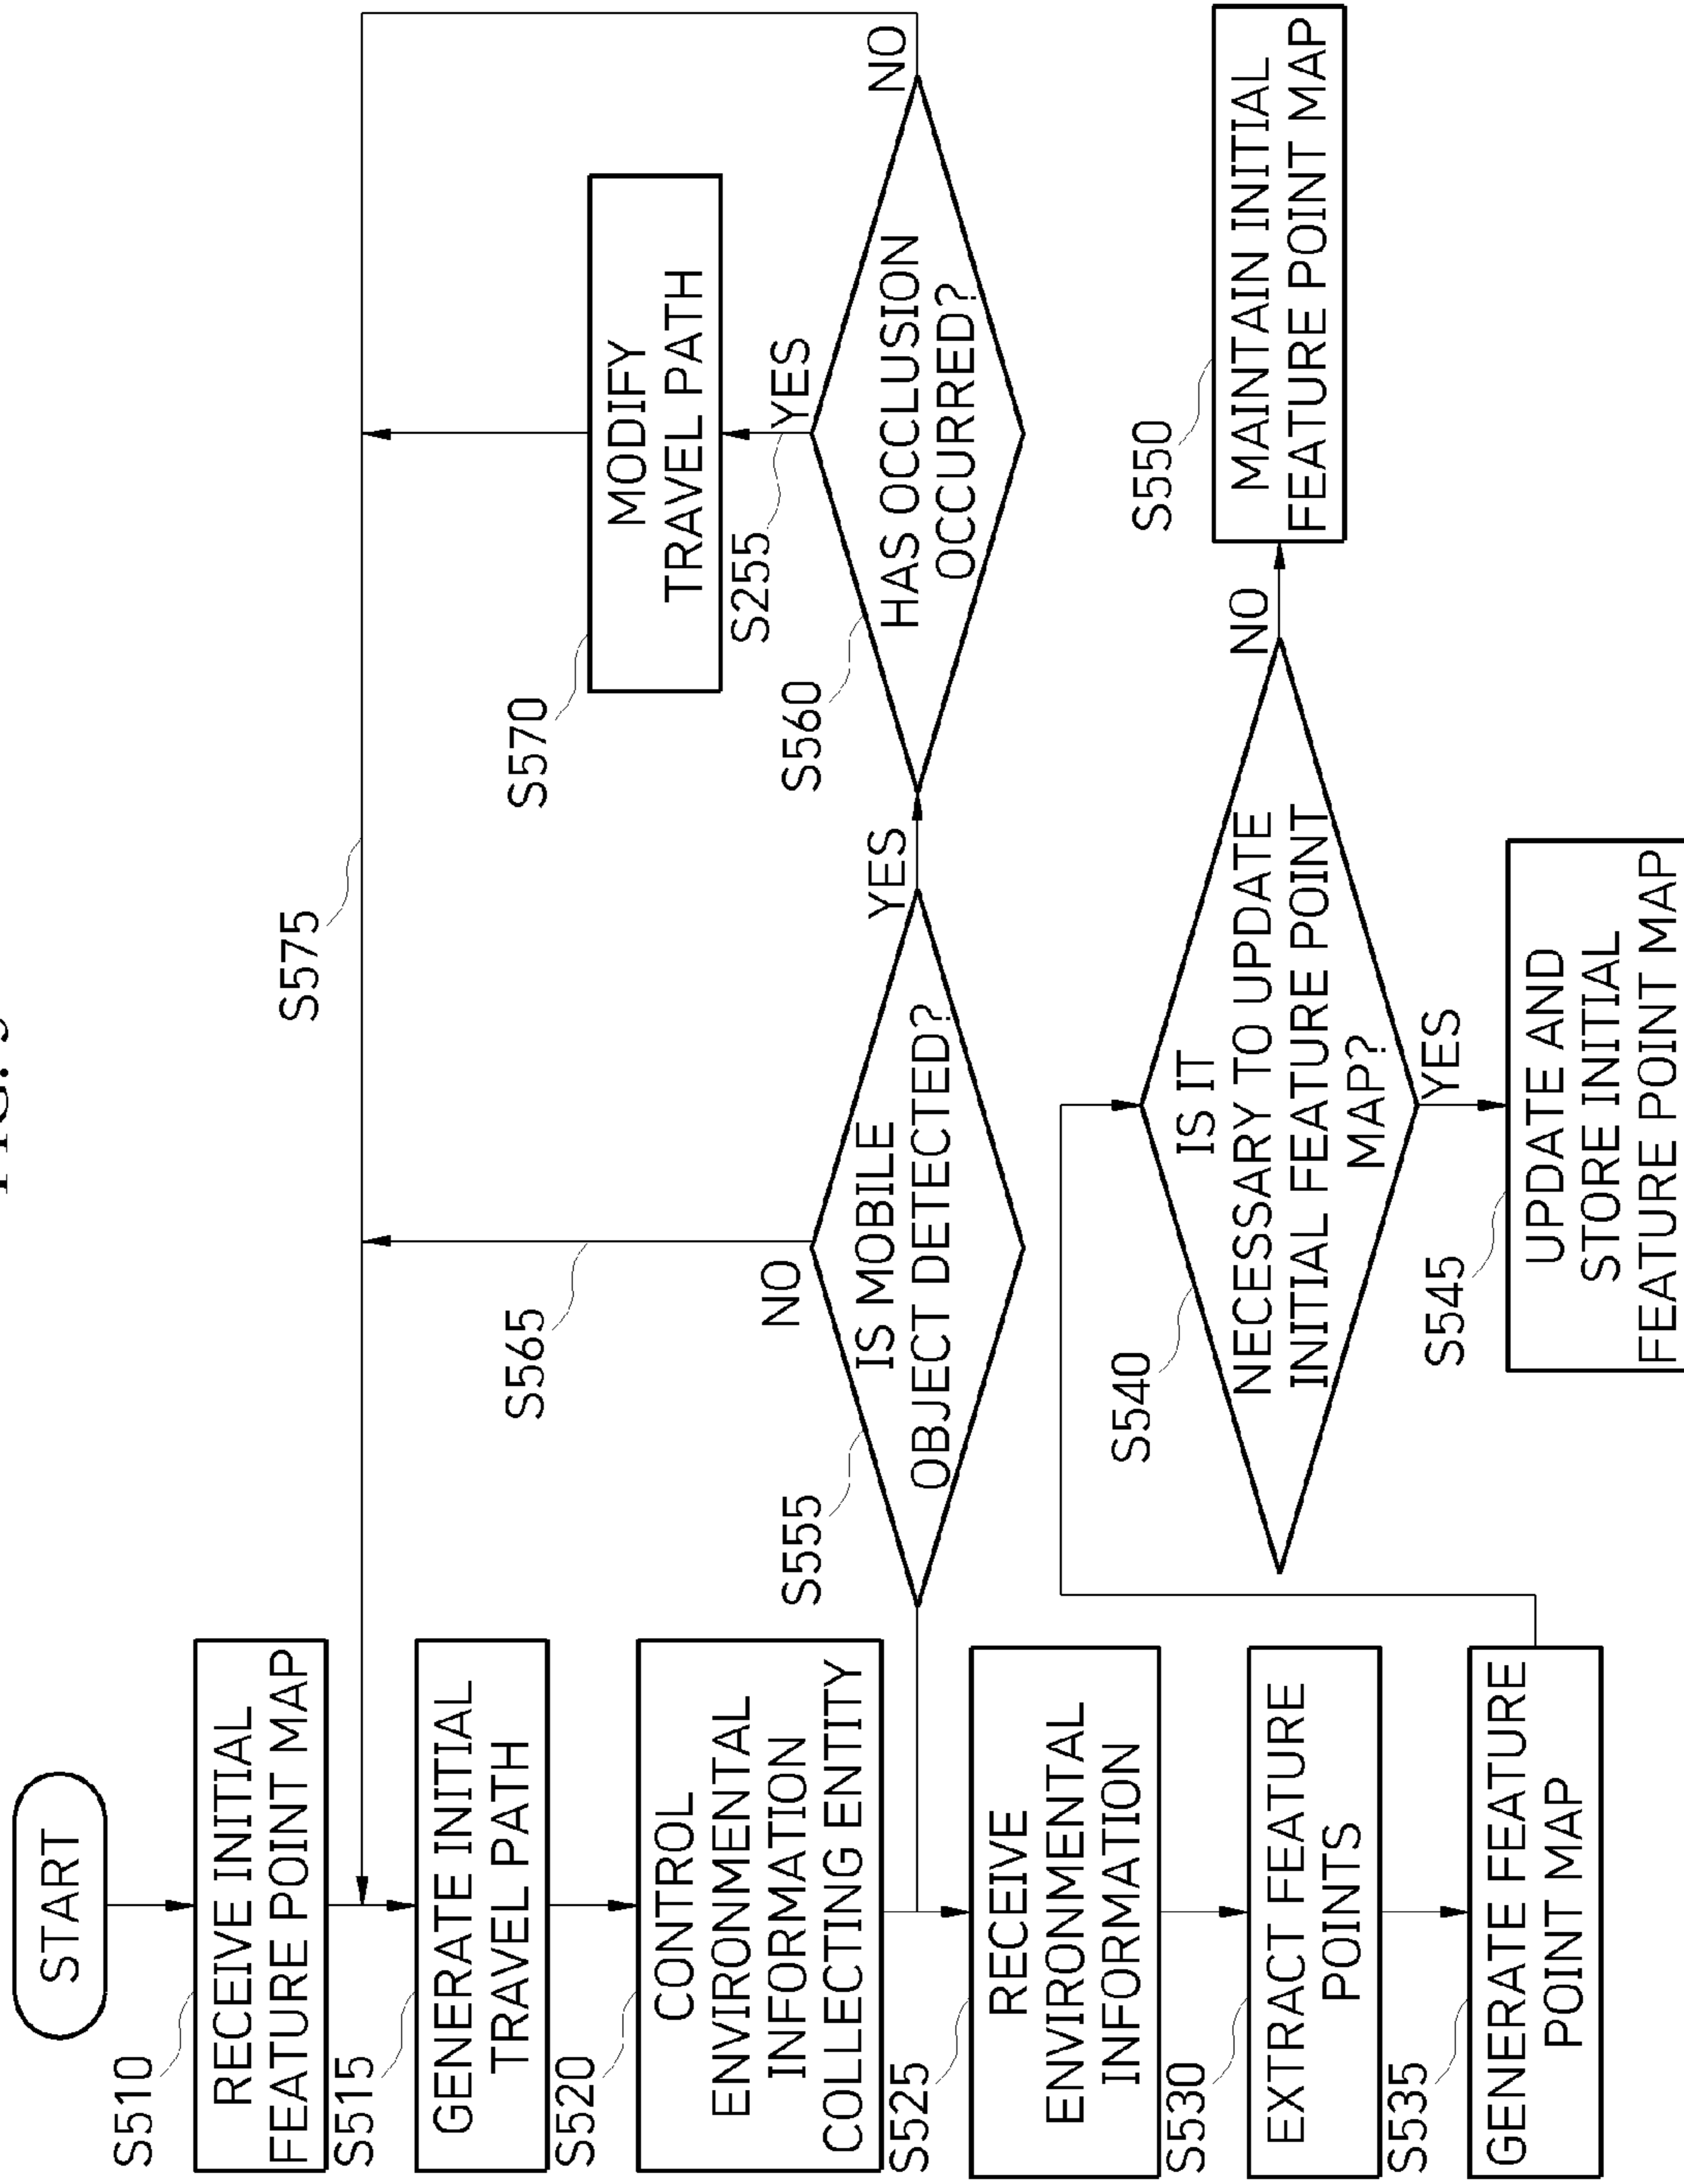 START
S510
RECEIVE INITIAL
FEATURE POINT MAP
S515
GENERATE INITIAL
TRAVEL PATH
S520
CONTROL
ENVIRONMENTAL
INFORMATION
COLLECTING ENTITY
S525
RECEIVE
ENVIRONMENTAL
INFORMATION
S530
EXTRACT FEATURE
POINTS
S535
GENERATE FEATURE
POINT MAP
S575
S565
NO
S555
IS MOBILE
OBJECT DETECTED?
YES
S570
MODIFY
TRAVEL PATH
S255
YES
S560
HAS OCCLUSION
OCCURRED?
NO
S540
IS IT
NECESSARY TO UPDATE
INITIAL FEATURE POINT
MAP?
NO
S550
MAINTAIN INITIAL
FEATURE POINT MAP
YES
S545
UPDATE AND
STORE INITIAL
FEATURE POINT MAP